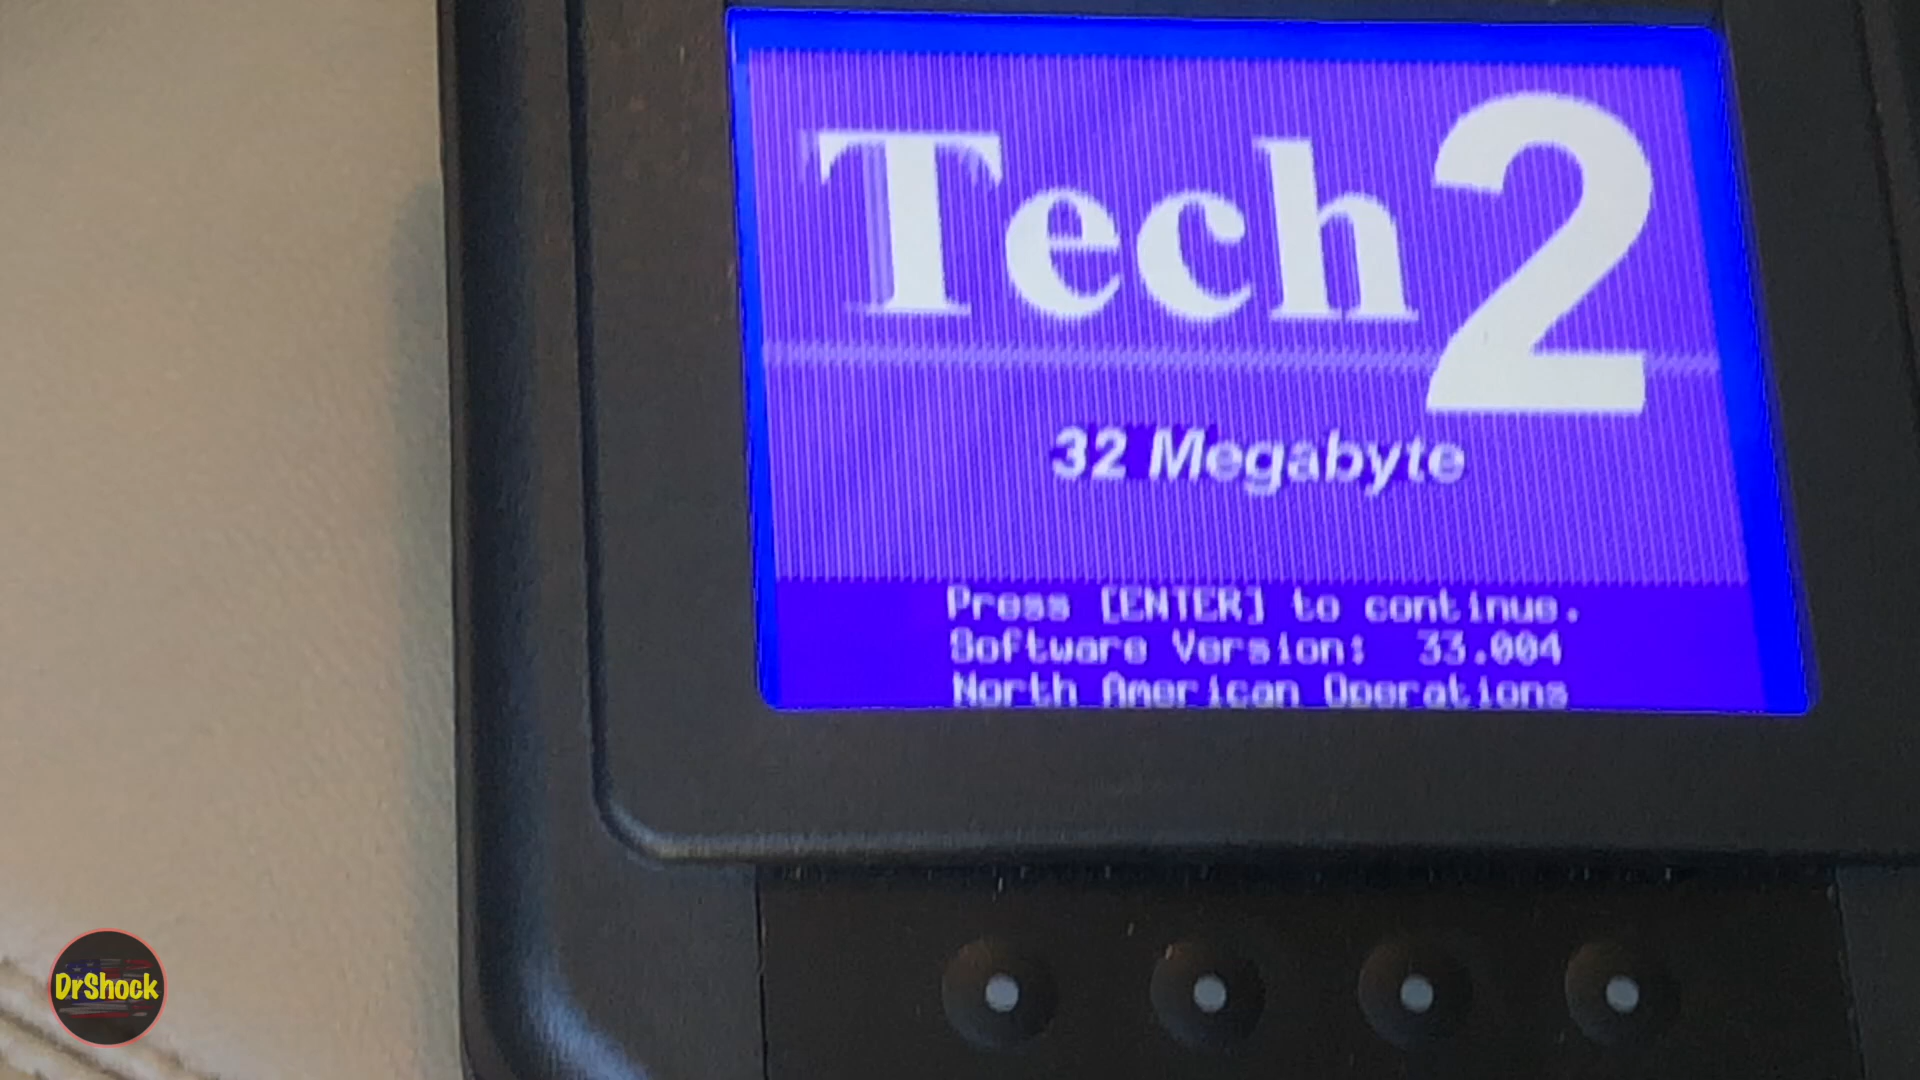 Tech2
32 Megabyte
Press [ENTER] to continue.
Software Version: 33.004
North American Operations
DrShock